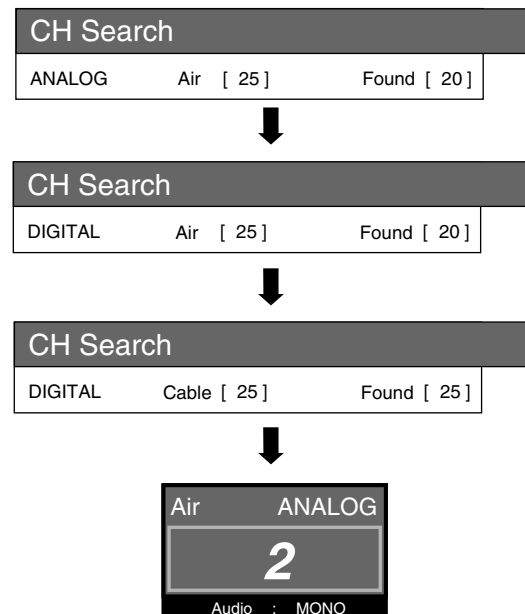 CH Search
ANALOG Air [ 25 ] Found [ 20 ]
CH Search
DIGITAL Air [ 25 ] Found [ 20 ]
CH Search
DIGITAL Cable [ 25 ] Found [ 25 ]
Air ANALOG
2
Audio : MONO